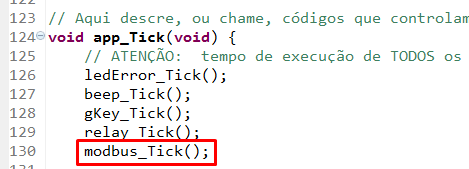 123 // Aqui descre, ou chame, códigos que controlam
124 void app_Tick(void) {
125 // ATENÇÃO: tempo de execução de TODOS os
126 ledError_Tick();
127 beep_Tick();
128 gKey_Tick();
129 relay_Tick();
130 modbus_Tick();